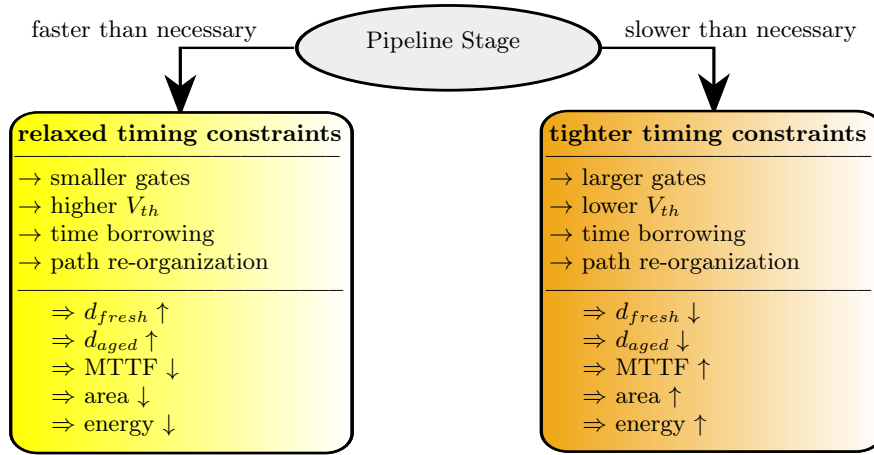 faster than necessary
Pipeline Stage
slower than necessary
relaxed timing constraints
→ smaller gates
→ higher V_th
→ time borrowing
→ path re-organization
⇒ d_fresh ↑
⇒ d_aged ↑
⇒ MTTF ↓
⇒ area ↓
⇒ energy ↓
tighter timing constraints
→ larger gates
→ lower V_th
→ time borrowing
→ path re-organization
⇒ d_fresh ↓
⇒ d_aged ↓
⇒ MTTF ↑
⇒ area ↑
⇒ energy ↑